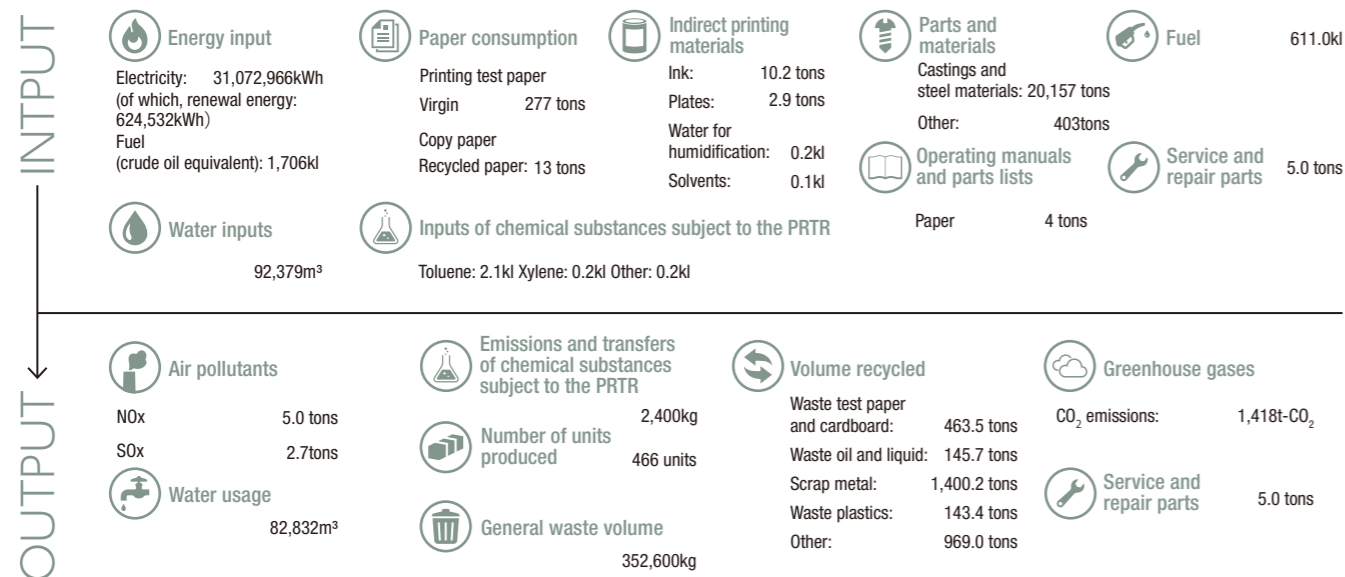 INTPUT
Energy input
Electricity: 31,072,966kWh
(of which, renewal energy:
624,532kWh)
Fuel
(crude oil equivalent): 1,706kl
Paper consumption
Printing test paper
Virgin 277 tons
Copy paper
Recycled paper: 13 tons
Indirect printing
materials
Ink: 10.2 tons
Plates: 2.9 tons
Water for
humidification: 0.2kl
Solvents: 0.1kl
Parts and
materials
Castings and
steel materials: 20,157 tons
Other: 403tons
Fuel 611.0kl
Operating manuals
and parts lists
Paper 4 tons
Service and
repair parts 5.0 tons
Water inputs
92,379m³
Inputs of chemical substances subject to the PRTR
Toluene: 2.1kl Xylene: 0.2kl Other: 0.2kl
OUTPUT
Air pollutants
NOx 5.0 tons
SOx 2.7tons
Water usage
82,832m³
Emissions and transfers
of chemical substances
subject to the PRTR
2,400kg
Number of units
produced 466 units
General waste volume
352,600kg
Volume recycled
Waste test paper
and cardboard: 463.5 tons
Waste oil and liquid: 145.7 tons
Scrap metal: 1,400.2 tons
Waste plastics: 143.4 tons
Other: 969.0 tons
Greenhouse gases
CO₂ emissions: 1,418t-CO₂
Service and
repair parts 5.0 tons